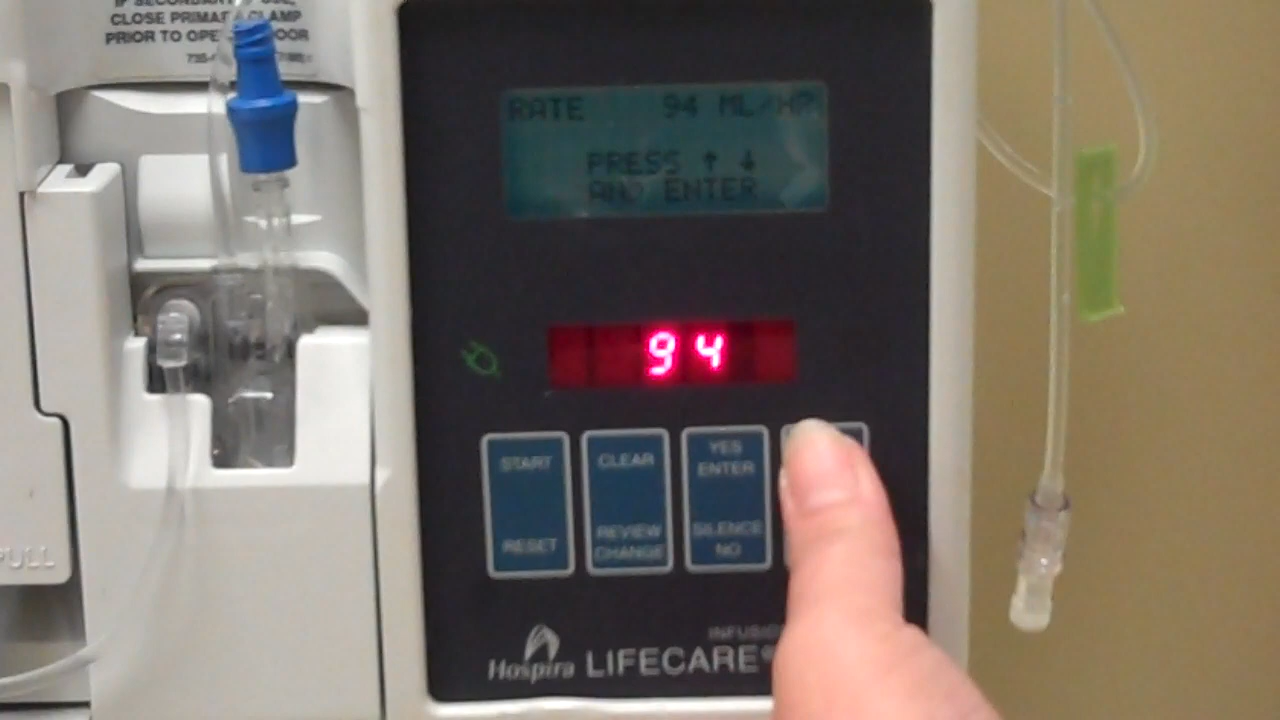 CLOSE PRIMARY CLAMP
PRIOR TO OPEN DOOR
RATE 94 ML/HR
PRESS ↑ ↓
AND ENTER
94
START
RESET
CLEAR
REVIEW
CHANGE
YES
ENTER
SILENCE
NO
PULL
Hospira LIFECARE®